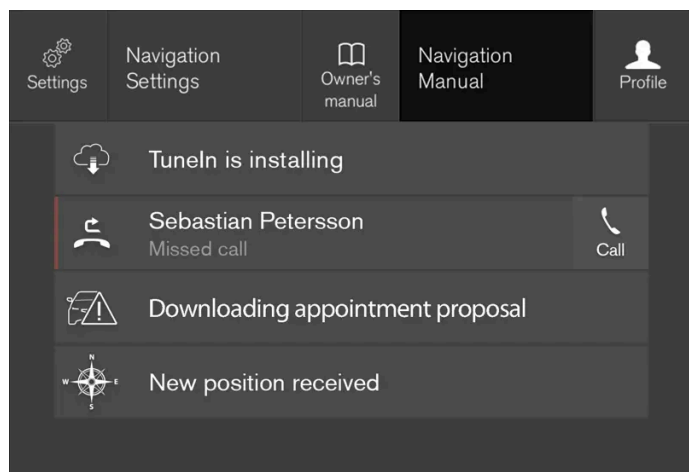 Settings
Navigation
Settings
Owner's
manual
Navigation
Manual
Profile
TuneIn is installing
Sebastian Petersson
Missed call
Call
Downloading appointment proposal
New position received
N
W
E
S